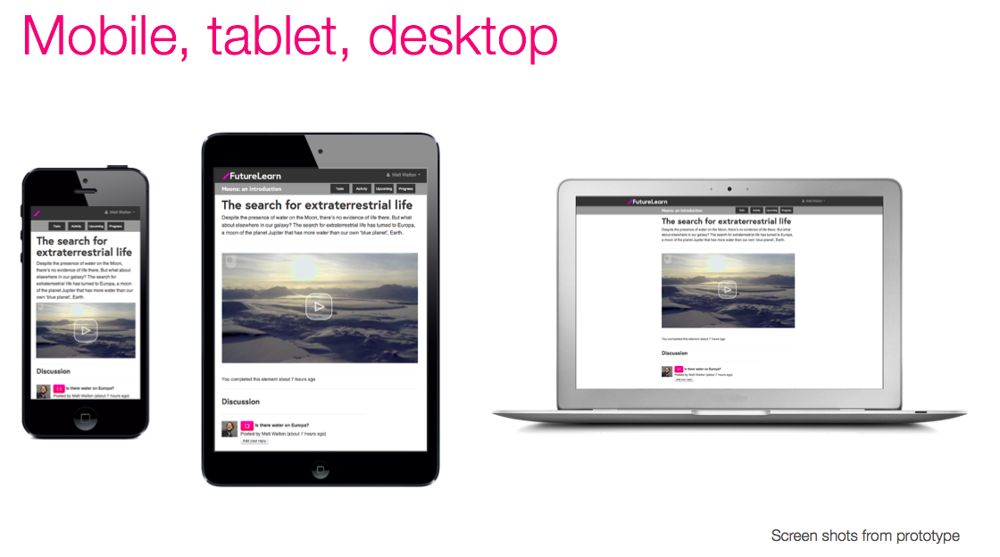 Mobile, tablet, desktop
Matt Walton
Todo Activity Upcoming Progress
The search for
extraterrestrial life
Despite the presence of water on the Moon,
there's no evidence of life there. But what about
elsewhere in our galaxy? The search for
extraterrestrial life has turned to Europa, a moon
of the planet Jupiter that has more water than our
own 'blue planet', Earth.
Discussion
Is there water on Europa?
Posted by Matt Walton (about 7 hours ago)
FutureLearn
Matt Walton
Moons: an Introduction
Todo Activity Upcoming Progress
The search for extraterrestrial life
Despite the presence of water on the Moon, there's no evidence of life there. But what
about elsewhere in our galaxy? The search for extraterrestrial life has turned to Europa,
a moon of the planet Jupiter that has more water than our own 'blue planet', Earth.
You completed this element about 7 hours ago
Discussion
Is there water on Europa?
Posted by Matt Walton (about 7 hours ago)
Add your reply
FutureLearn
Matt Walton
Moons: an Introduction
Todo Activity Upcoming Progress
The search for extraterrestrial life
Despite the presence of water on the Moon, there's no evidence of life there. But what
about elsewhere in our galaxy? The search for extraterrestrial life has turned to Europa,
a moon of the planet Jupiter that has more water than our own 'blue planet', Earth.
You completed this element about 7 hours ago
Discussion
Is there water on Europa?
Posted by Matt Walton (about 7 hours ago)
Add your reply
Screen shots from prototype